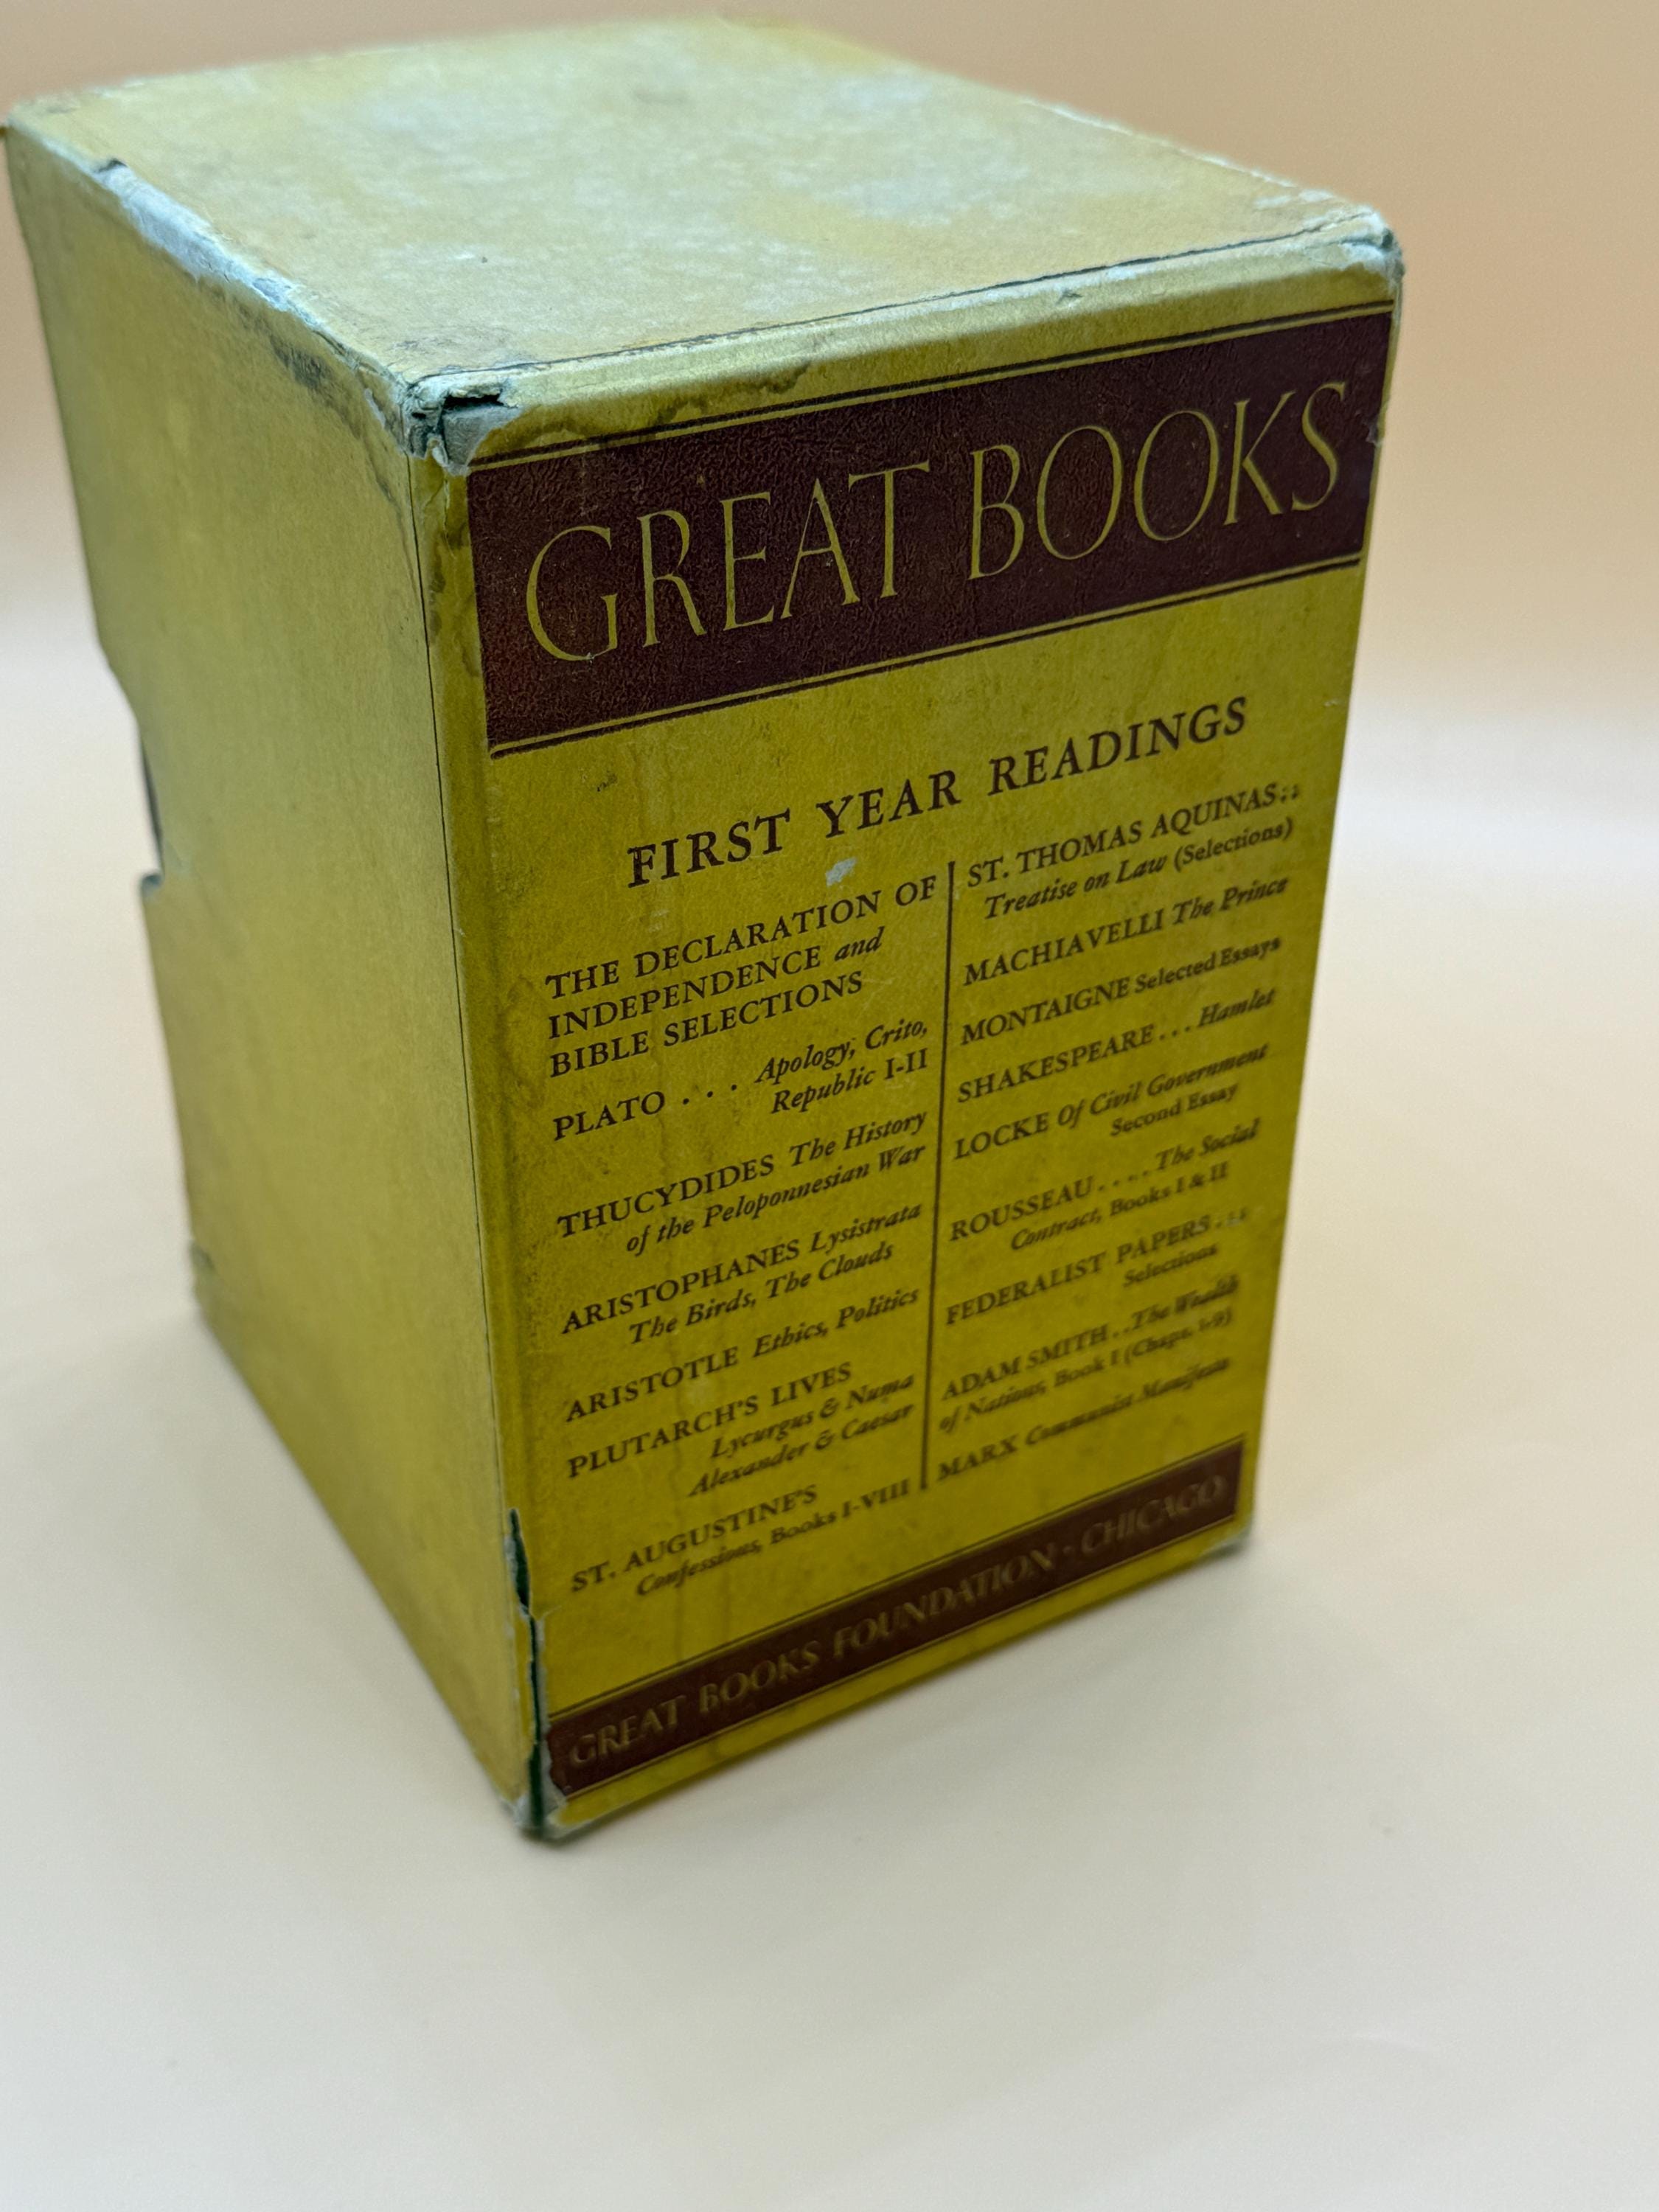 GREAT BOOKS
FIRST YEAR READINGS
THE DECLARATION OF
INDEPENDENCE and
BIBLE SELECTIONS
PLATO . . . Apology, Crito,
Republic I-II
THUCYDIDES The History
of the Peloponnesian War
ARISTOPHANES Lysistrata
The Birds, The Clouds
ARISTOTLE Ethics, Politics
PLUTARCH'S LIVES
Lycurgus & Numa
Alexander & Caesar
ST. AUGUSTINE'S
Confessions, Books I-VIII
ST. THOMAS AQUINAS . .
Treatise on Law (Selections)
MACHIAVELLI The Prince
MONTAIGNE Selected Essays
SHAKESPEARE . . . Hamlet
LOCKE Of Civil Government
Second Essay
ROUSSEAU . . . . . The Social
Contract, Books I & II
FEDERALIST PAPERS . . .
Selections
ADAM SMITH . . The Wealth
of Nations, Book I (Chaps. 1-9)
MARX Communist Manifesto
GREAT BOOKS FOUNDATION · CHICAGO